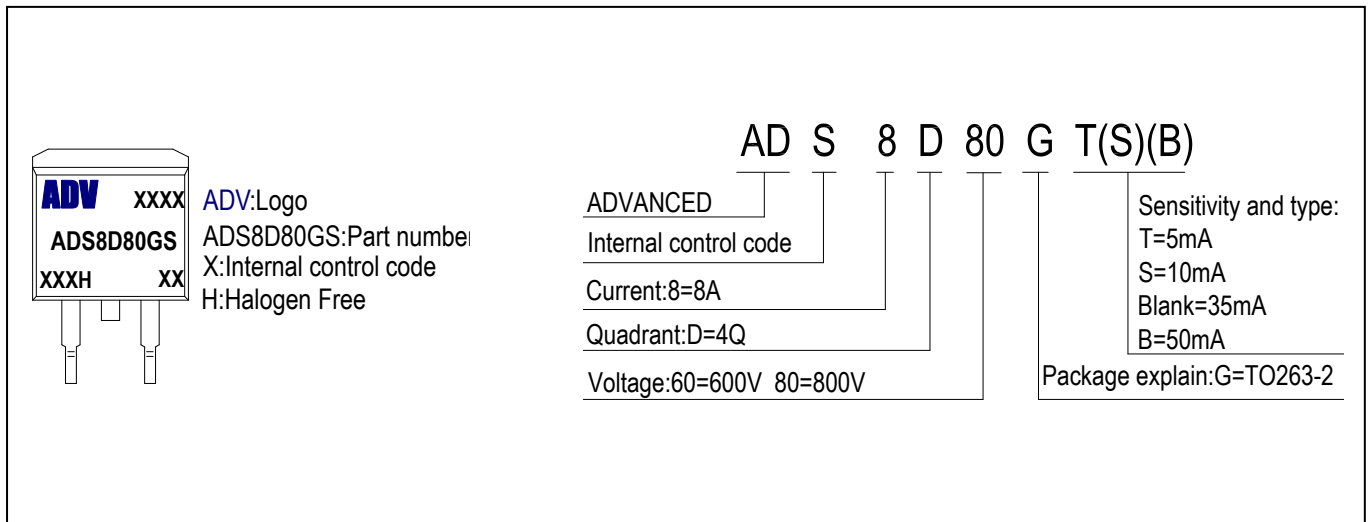 ADV XXXX
ADS8D80GS
XXXH XX
ADV:Logo
ADS8D80GS:Part number
X:Internal control code
H:Halogen Free
AD S 8 D 80 G T(S)(B)
ADVANCED
Internal control code
Current:8=8A
Quadrant:D=4Q
Voltage:60=600V 80=800V
Sensitivity and type:
T=5mA
S=10mA
Blank=35mA
B=50mA
Package explain:G=TO263-2